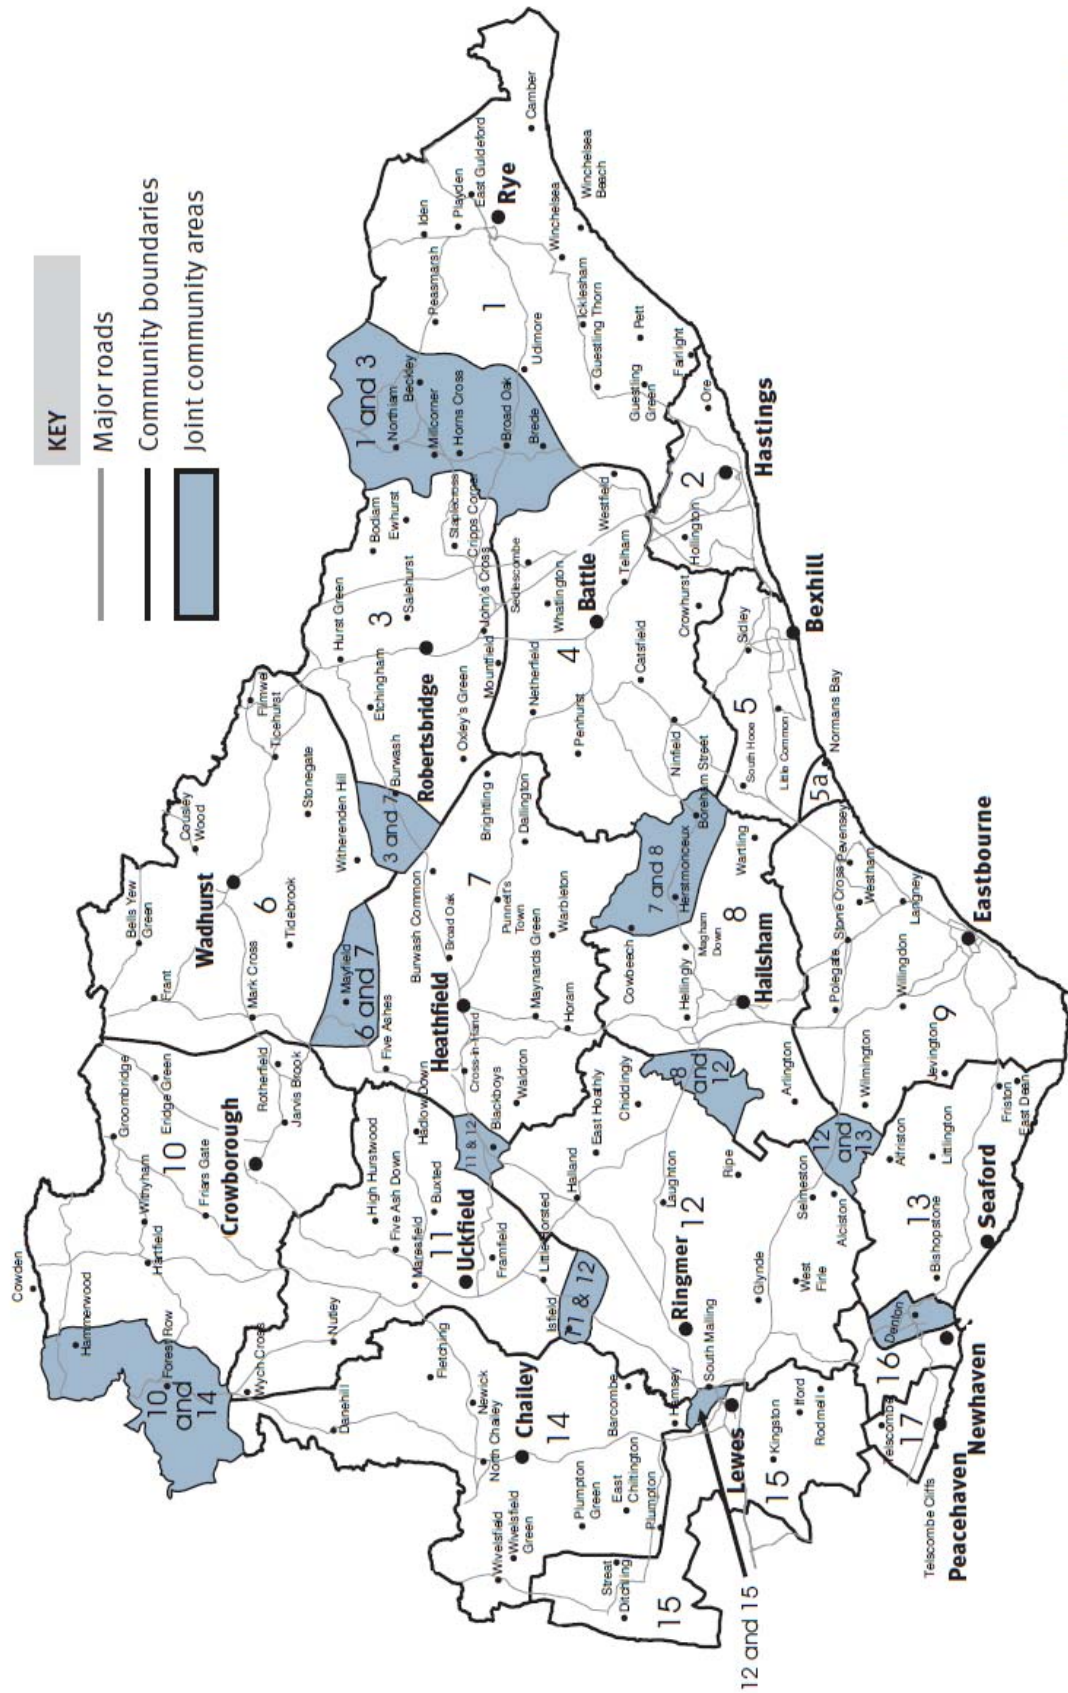 KEY
Major roads
Community boundaries
Joint community areas
Cowden
Hammerwood
Forest Row
10
and
14
Wych Cross
Hartfield
Withyham
Groombridge
Eridge Green
10
Friars Gate
Rotherfield
Jarvis Brook
Crowborough
Frant
Bells Yew
Green
Cousley
Wood
Wadhurst
6
Mark Cross
Tidebrook
Stonegate
Ticehurst
Witherenden Hill
Mayfield
6 and 7
Five Ashes
3 and 7
Burwash
Hurst Green
Etchingham
3
Salehurst
Bodiam
Ewhurst
Staplecross
Robertsbridge
Oxley's Green
John's Cross
Mountfield
1 and 3
Northiam
Beckley
Millcorner
Horns Cross
Broad Oak
Brede
Iden
Playden
East Guldeford
Peasmarsh
Rye
1
Udimore
Camber
Winchelsea
Winchelsea
Beach
Icklesham
Guestling Thorn
Pett
Guestling
Green
Fairlight
Ore
2
Hollington
Hastings
Westfield
Sedlescombe
Whatlington
Battle
Telham
4
Netherfield
Penhurst
Catsfield
Crowhurst
Ninfield
Boreham Street
Sidley
5
South Hooe
Little Common
Bexhill
5a
Normans Bay
Burwash Common
Broad Oak
Brightling
Dallington
7
Punnett's
Town
Warbleton
Maynards Green
Horam
Heathfield
Cross-in-Hand
Waldron
7 and 8
Herstmonceux
Cowbeech
Wartling
Magham
Down
8
Hellingly
Hailsham
8
and
12
Danehill
Nutley
Fletching
High Hurstwood
Five Ash Down
Maresfield
Buxted
Hadlow Down
11
Uckfield
Framfield
11 & 12
Blackboys
Little Horsted
Isfield
11 & 12
Halland
East Hoathly
Chiddingly
Laughton
Ripe
Ringmer 12
South Malling
Glynde
West
Firle
Selmeston
Alciston
12
and
13
Arlington
Wilmington
Newick
North Chailey
Chailey
14
Wivelsfield
Wivelsfield
Green
Plumpton
Green
East
Chiltington
Plumpton
Barcombe
Hamsey
Streat
Ditchling
15
12 and 15
Lewes
15
Kingston
Iford
Rodmell
Denton
16
Newhaven
Telscombe
17
Telscombe Cliffs
Peacehaven
Alfriston
Littlington
13
Bishopstone
Seaford
Friston
East Dean
Jevington
9
Willingdon
Polegate
Stone Cross
Pevensey
Westham
Langney
Eastbourne